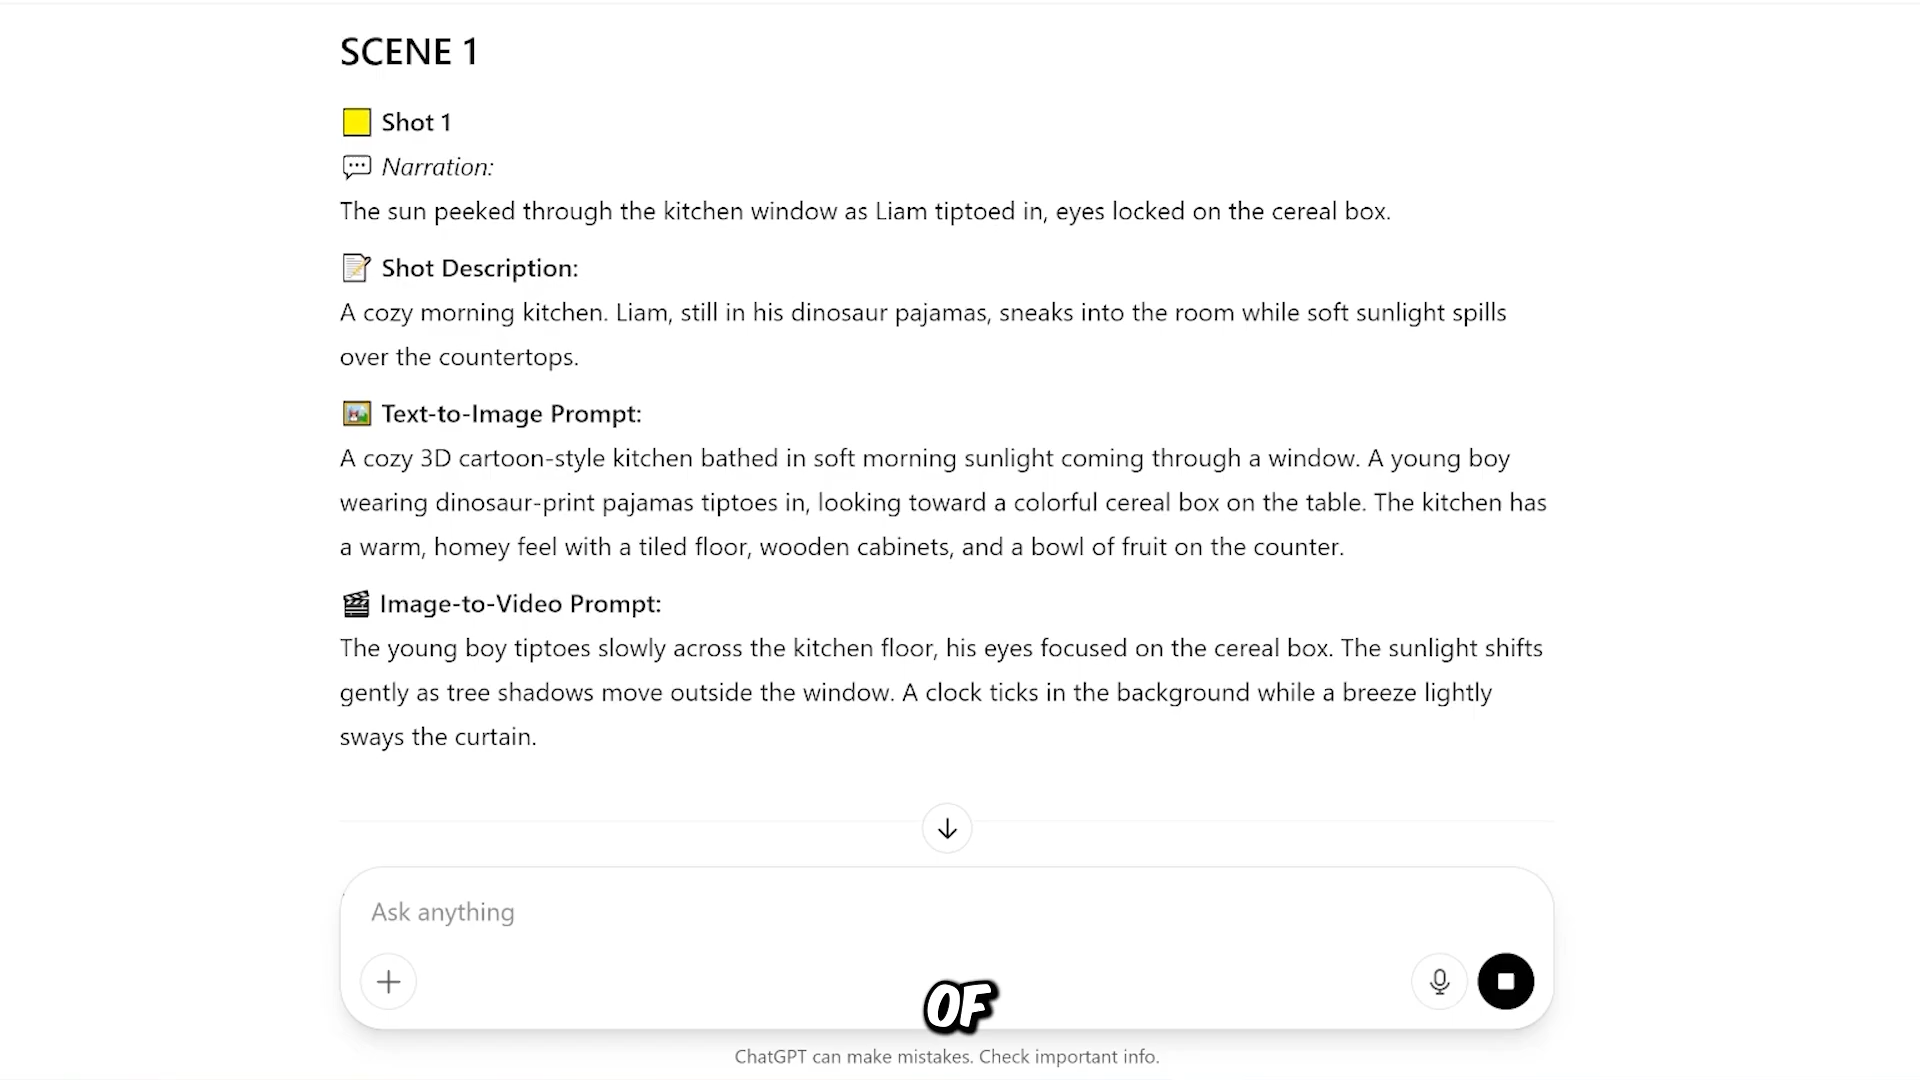 SCENE 1
Shot 1
Narration:
The sun peeked through the kitchen window as Liam tiptoed in, eyes locked on the cereal box.
Shot Description:
A cozy morning kitchen. Liam, still in his dinosaur pajamas, sneaks into the room while soft sunlight spills
over the countertops.
Text-to-Image Prompt:
A cozy 3D cartoon-style kitchen bathed in soft morning sunlight coming through a window. A young boy
wearing dinosaur-print pajamas tiptoes in, looking toward a colorful cereal box on the table. The kitchen has
a warm, homey feel with a tiled floor, wooden cabinets, and a bowl of fruit on the counter.
Image-to-Video Prompt:
The young boy tiptoes slowly across the kitchen floor, his eyes focused on the cereal box. The sunlight shifts
gently as tree shadows move outside the window. A clock ticks in the background while a breeze lightly
sways the curtain.
Ask anything
OF
ChatGPT can make mistakes. Check important info.